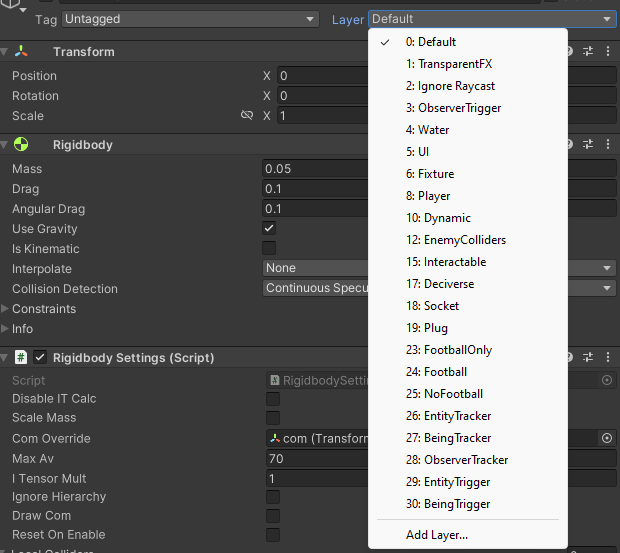 Tag Untagged Layer Default
Transform
Position X 0
Rotation X 0
Scale X 1
Rigidbody
Mass 0.05
Drag 0.1
Angular Drag 0.1
Use Gravity
Is Kinematic
Interpolate None
Collision Detection Continuous Specu
Constraints
Info
# Rigidbody Settings (Script)
Script # RigidbodySetti
Disable IT Calc
Scale Mass
Com Override com (Transform
Max Av 70
I Tensor Mult 1
Ignore Hierarchy
Draw Com
Reset On Enable
Local Colliders
0: Default
1: TransparentFX
2: Ignore Raycast
3: ObserverTrigger
4: Water
5: UI
6: Fixture
8: Player
10: Dynamic
12: EnemyColliders
15: Interactable
17: Deciverse
18: Socket
19: Plug
23: FootballOnly
24: Football
25: NoFootball
26: EntityTracker
27: BeingTracker
28: ObserverTracker
29: EntityTrigger
30: BeingTrigger
Add Layer...